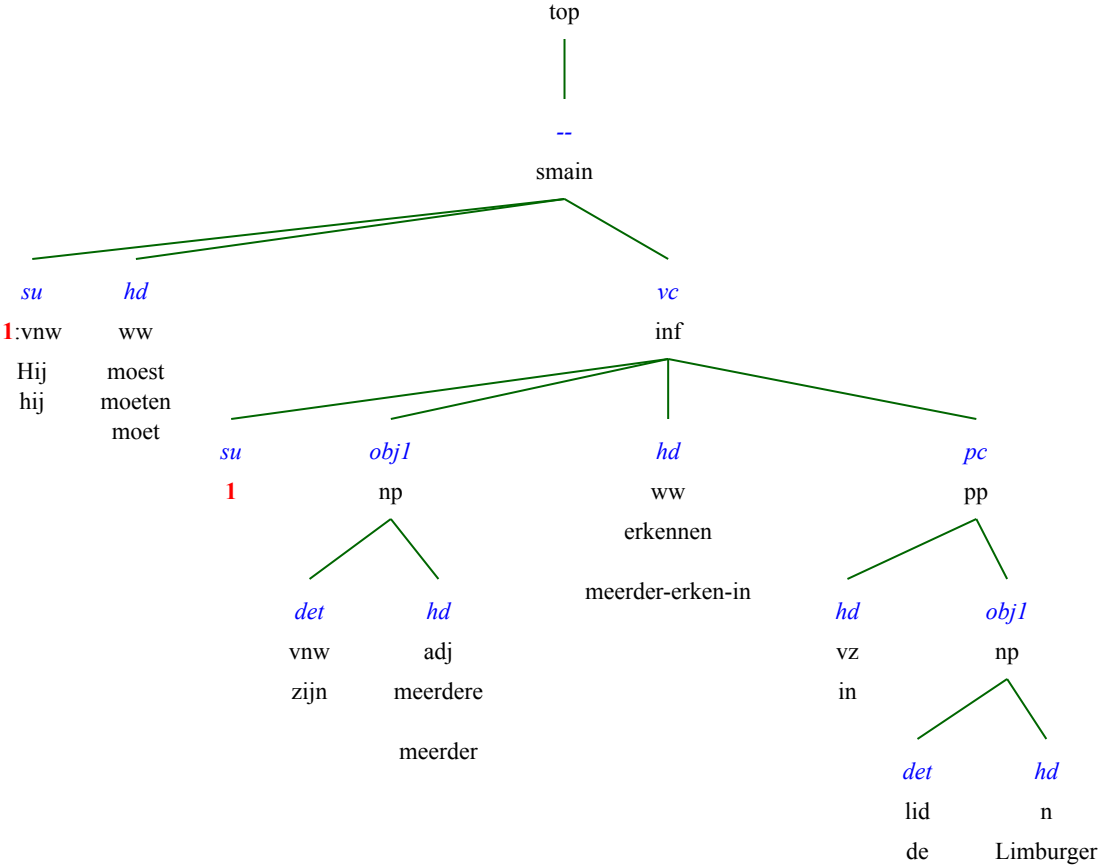 top
--
smain
su hd vc
1:vnw ww inf
Hij moest
hij moeten
moet
su obj1 hd pc
1 np ww pp
erkennen
meerder-erken-in
det hd hd obj1
vnw adj vz np
zijn meerdere in
meerder
det hd
lid n
de Limburger